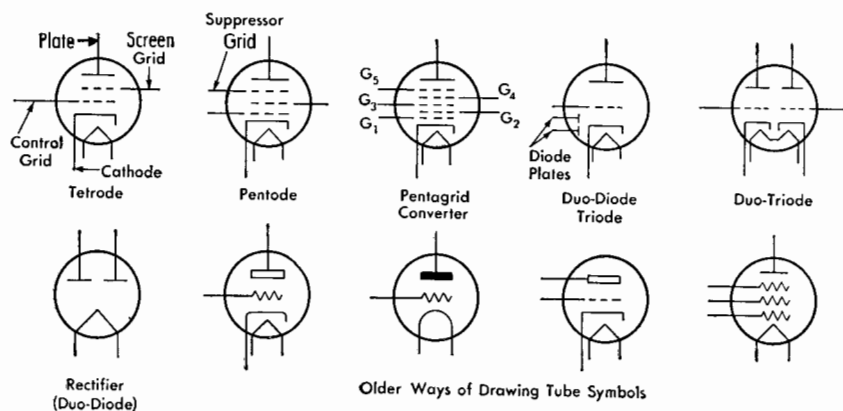 Plate
Screen
Grid
Control
Grid
Cathode
Tetrode
Suppressor
Grid
Pentode
G5
G3
G1
G4
G2
Pentagrid
Converter
Diode
Plates
Duo-Diode
Triode
Duo-Triode
Rectifier
(Duo-Diode)
Older Ways of Drawing Tube Symbols